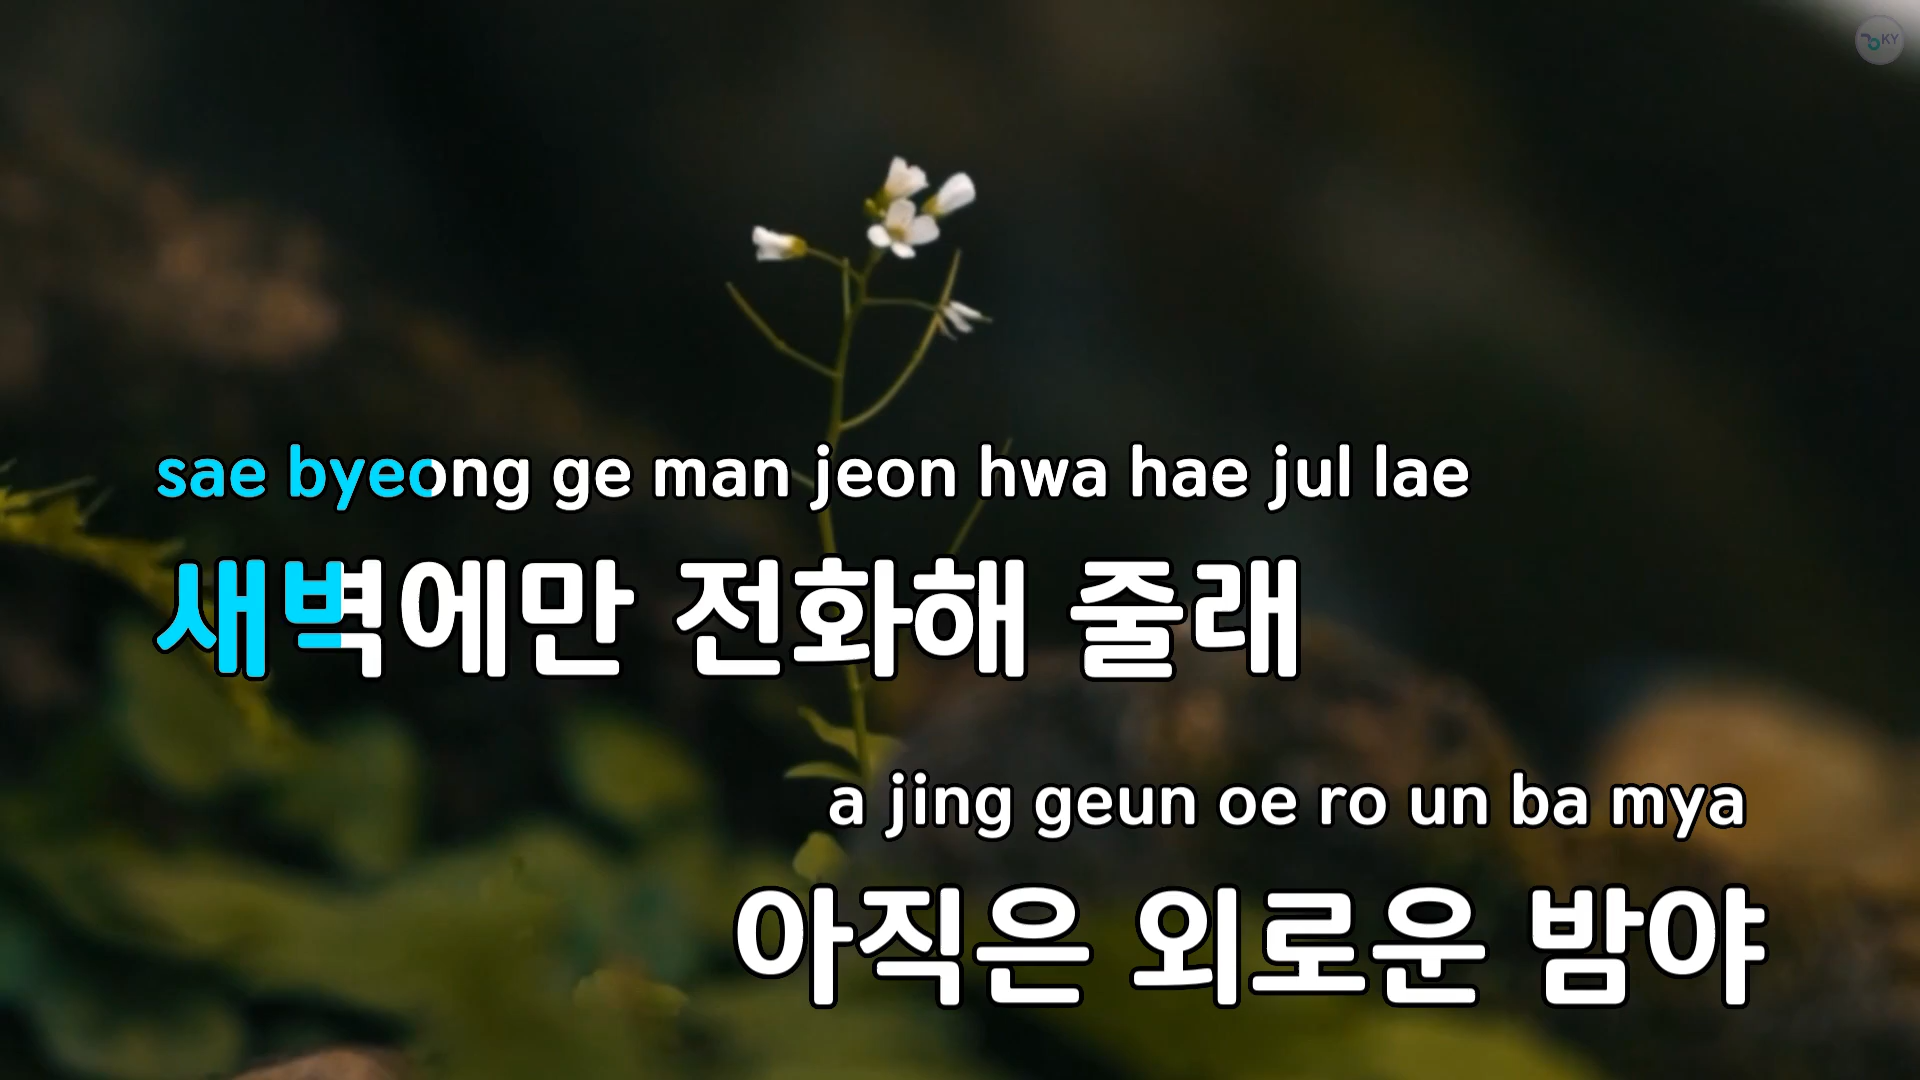 KY
sae byeong ge man jeon hwa hae jul lae
새벽에만 전화해 줄래
a jing geun oe ro un ba mya
아직은 외로운 밤야